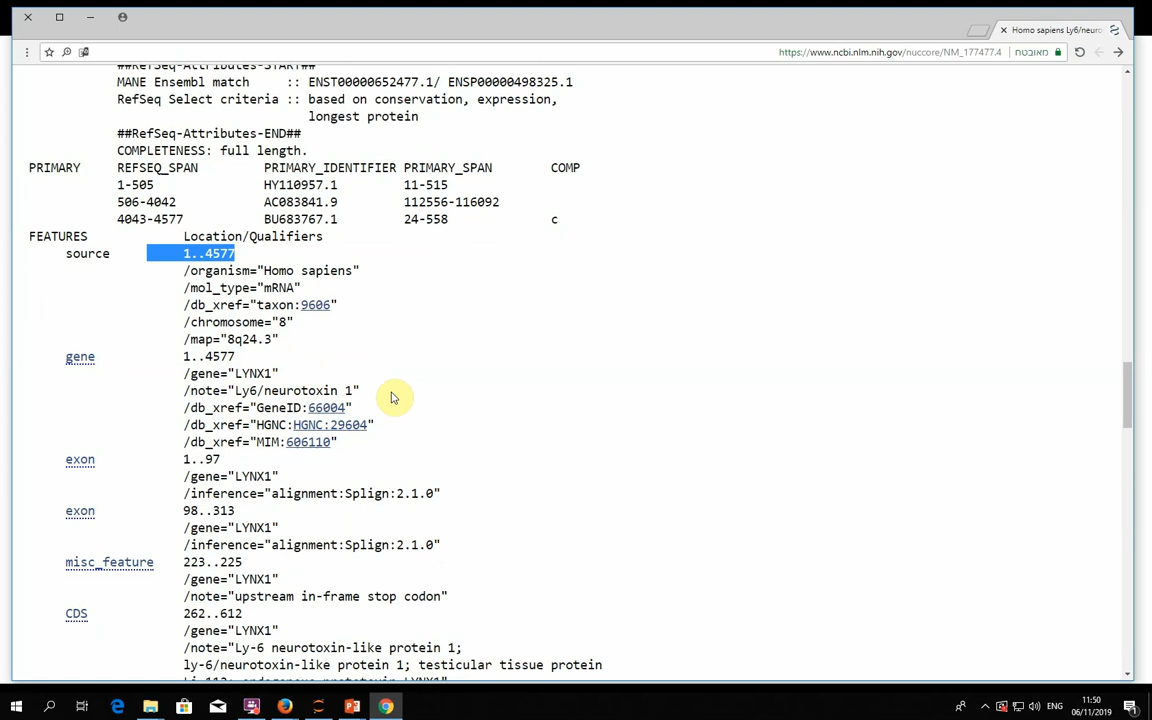 Homo sapiens Ly6/neuro
https://www.ncbi.nlm.nih.gov/nuccore/NM_177477.4
מאובטח
##RefSeq-Attributes-START##
MANE Ensembl match :: ENST00000652477.1/ ENSP00000498325.1
RefSeq Select criteria :: based on conservation, expression,
longest protein
##RefSeq-Attributes-END##
COMPLETENESS: full length.
PRIMARY REFSEQ_SPAN PRIMARY_IDENTIFIER PRIMARY_SPAN COMP
1-505 HY110957.1 11-515
506-4042 AC083841.9 112556-116092
4043-4577 BU683767.1 24-558 c
FEATURES Location/Qualifiers
source 1..4577
/organism="Homo sapiens"
/mol_type="mRNA"
/db_xref="taxon:9606"
/chromosome="8"
/map="8q24.3"
gene 1..4577
/gene="LYNX1"
/note="Ly6/neurotoxin 1"
/db_xref="GeneID:66004"
/db_xref="HGNC:HGNC:29604"
/db_xref="MIM:606110"
exon 1..97
/gene="LYNX1"
/inference="alignment:Splign:2.1.0"
exon 98..313
/gene="LYNX1"
/inference="alignment:Splign:2.1.0"
misc_feature 223..225
/gene="LYNX1"
/note="upstream in-frame stop codon"
CDS 262..612
/gene="LYNX1"
/note="Ly-6 neurotoxin-like protein 1;
ly-6/neurotoxin-like protein 1; testicular tissue protein
ENG
11:50
06/11/2019